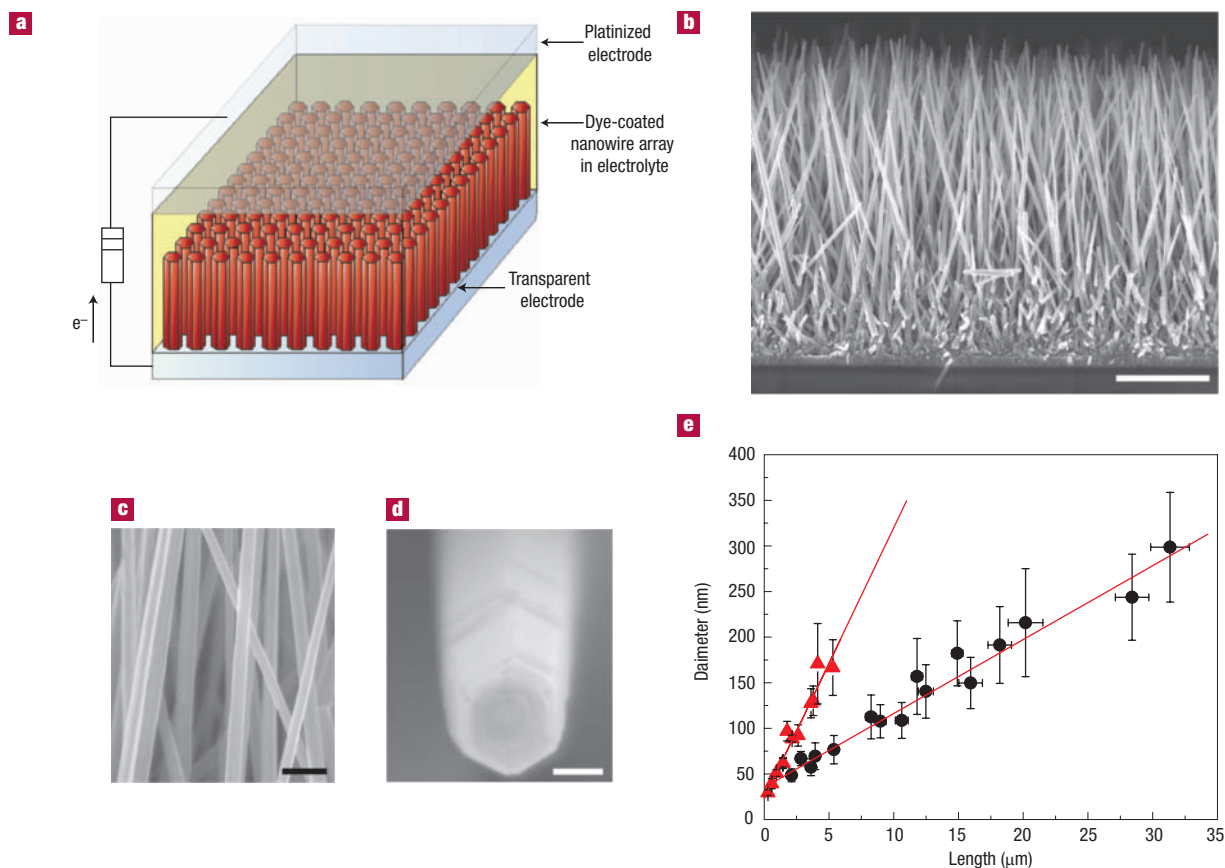 a
Platinized
electrode
Dye-coated
nanowire array
in electrolyte
Transparent
electrode
e–
b
c
d
e
400
350
300
250
200
150
100
50
0
Daimeter (nm)
0 5 10 15 20 25 30 35
Length (μm)